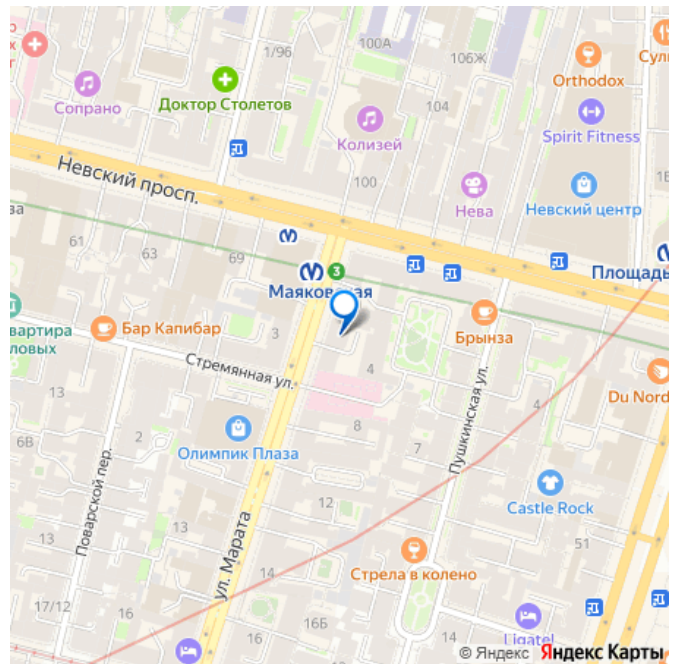 1/96
100А
106Ж
Orthodox
Сопрано
Доктор Столетов
104
Колизей
Spirit Fitness
100
Нева
Невский центр
Невский просп.
61
63
69
3
Маяковская
Площадь
Бар Капибар
3
Брынза
Стремянная ул.
4
Du Nord
13
13
4
8
6В
2
Олимпик Плаза
7
Пушкинская ул.
Поварской пер.
12
Castle Rock
13
13
51
ул. Марата
14
14
Стрела в колено
17/12
16
16Б
Ligotel
© Яндекс Яндекс Карты